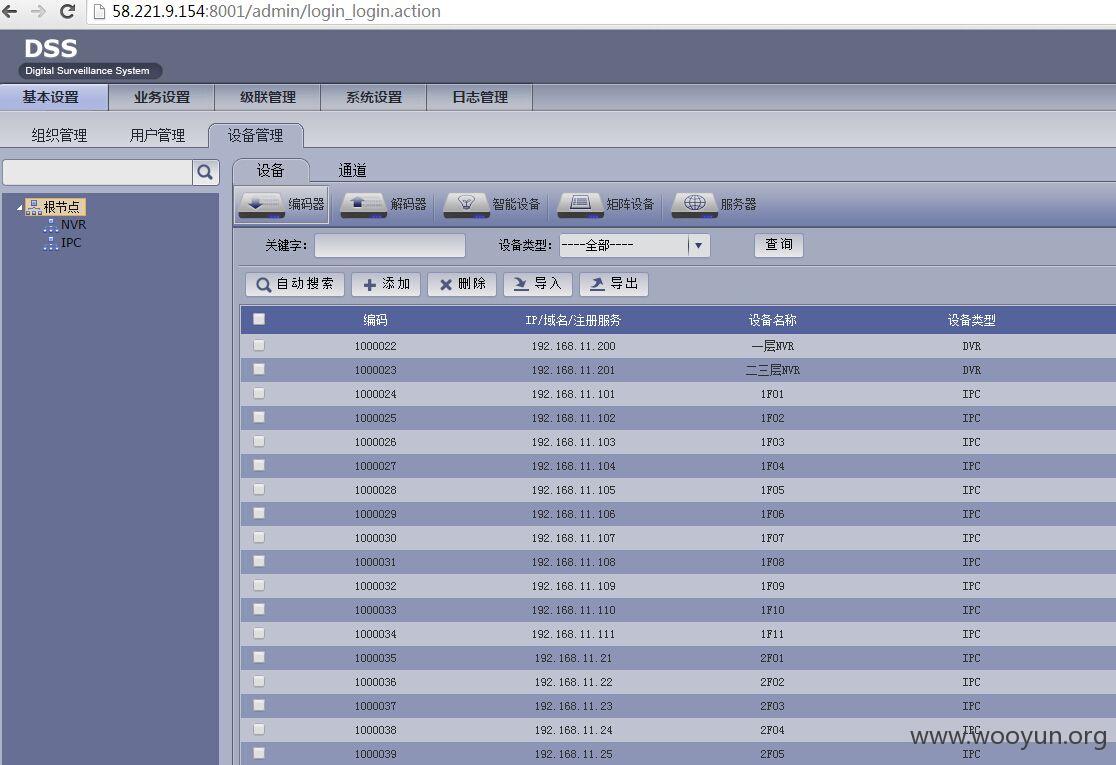 58.221.9.154:8001/admin/login_login.action
DSS
Digital Surveillance System
基本设置 业务设置 级联管理 系统设置 日志管理
组织管理 用户管理 设备管理
设备 通道
编码器 解码器 智能设备 矩阵设备 服务器
根节点
NVR
IPC
关键字: 设备类型: ----全部---- 查询
自动搜索 添加 删除 导入 导出
编码 IP/域名/注册服务 设备名称 设备类型
1000022 192.168.11.200 一层NVR DVR
1000023 192.168.11.201 二三层NVR DVR
1000024 192.168.11.101 1F01 IPC
1000025 192.168.11.102 1F02 IPC
1000026 192.168.11.103 1F03 IPC
1000027 192.168.11.104 1F04 IPC
1000028 192.168.11.105 1F05 IPC
1000029 192.168.11.106 1F06 IPC
1000030 192.168.11.107 1F07 IPC
1000031 192.168.11.108 1F08 IPC
1000032 192.168.11.109 1F09 IPC
1000033 192.168.11.110 1F10 IPC
1000034 192.168.11.111 1F11 IPC
1000035 192.168.11.21 2F01 IPC
1000036 192.168.11.22 2F02 IPC
1000037 192.168.11.23 2F03 IPC
1000038 192.168.11.24 2F04 IPC
www.wooyun.org
1000039 192.168.11.25 2F05 IPC